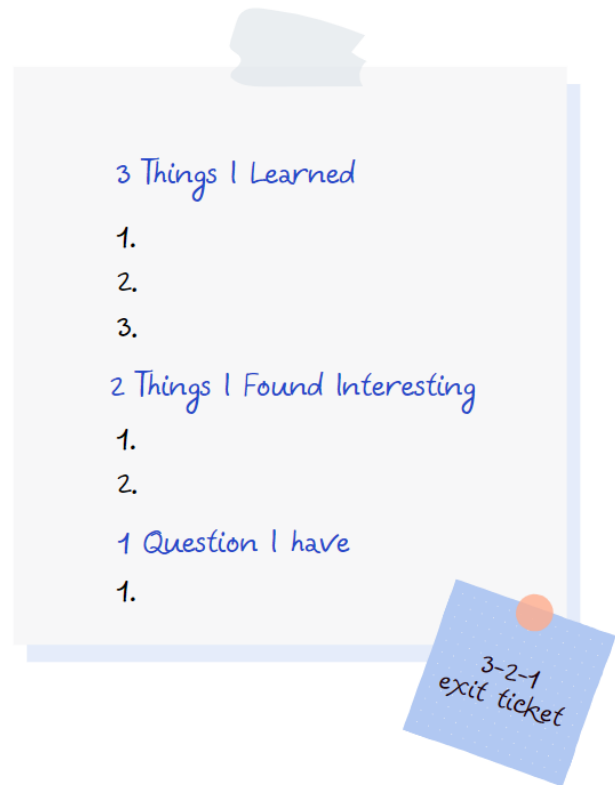 3 Things I Learned
1.
2.
3.
2 Things I Found Interesting
1.
2.
1 Question I have
1.
3-2-1
exit ticket